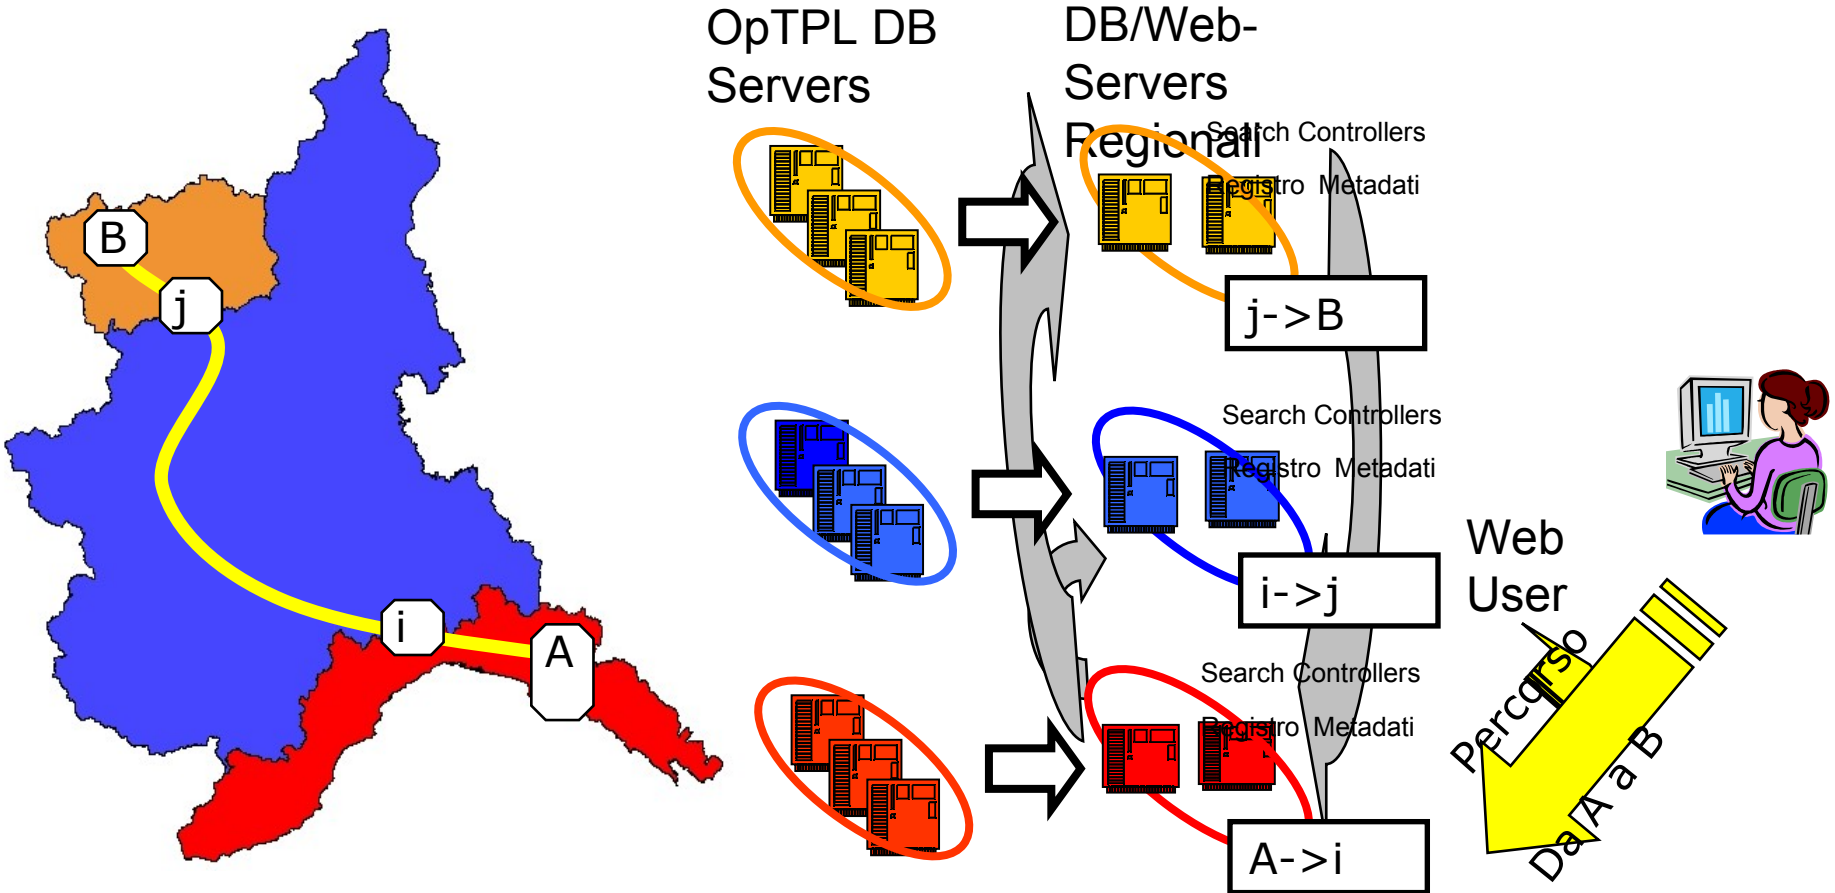 OpTPL DB
Servers
DB/Web-
Servers
Regionali
Search Controllers
Registro Metadati
j->B
B
j
Search Controllers
Registro Metadati
i->j
Web
User
i
A
Search Controllers
Registro Metadati
A->i
Percorso
Da A a B